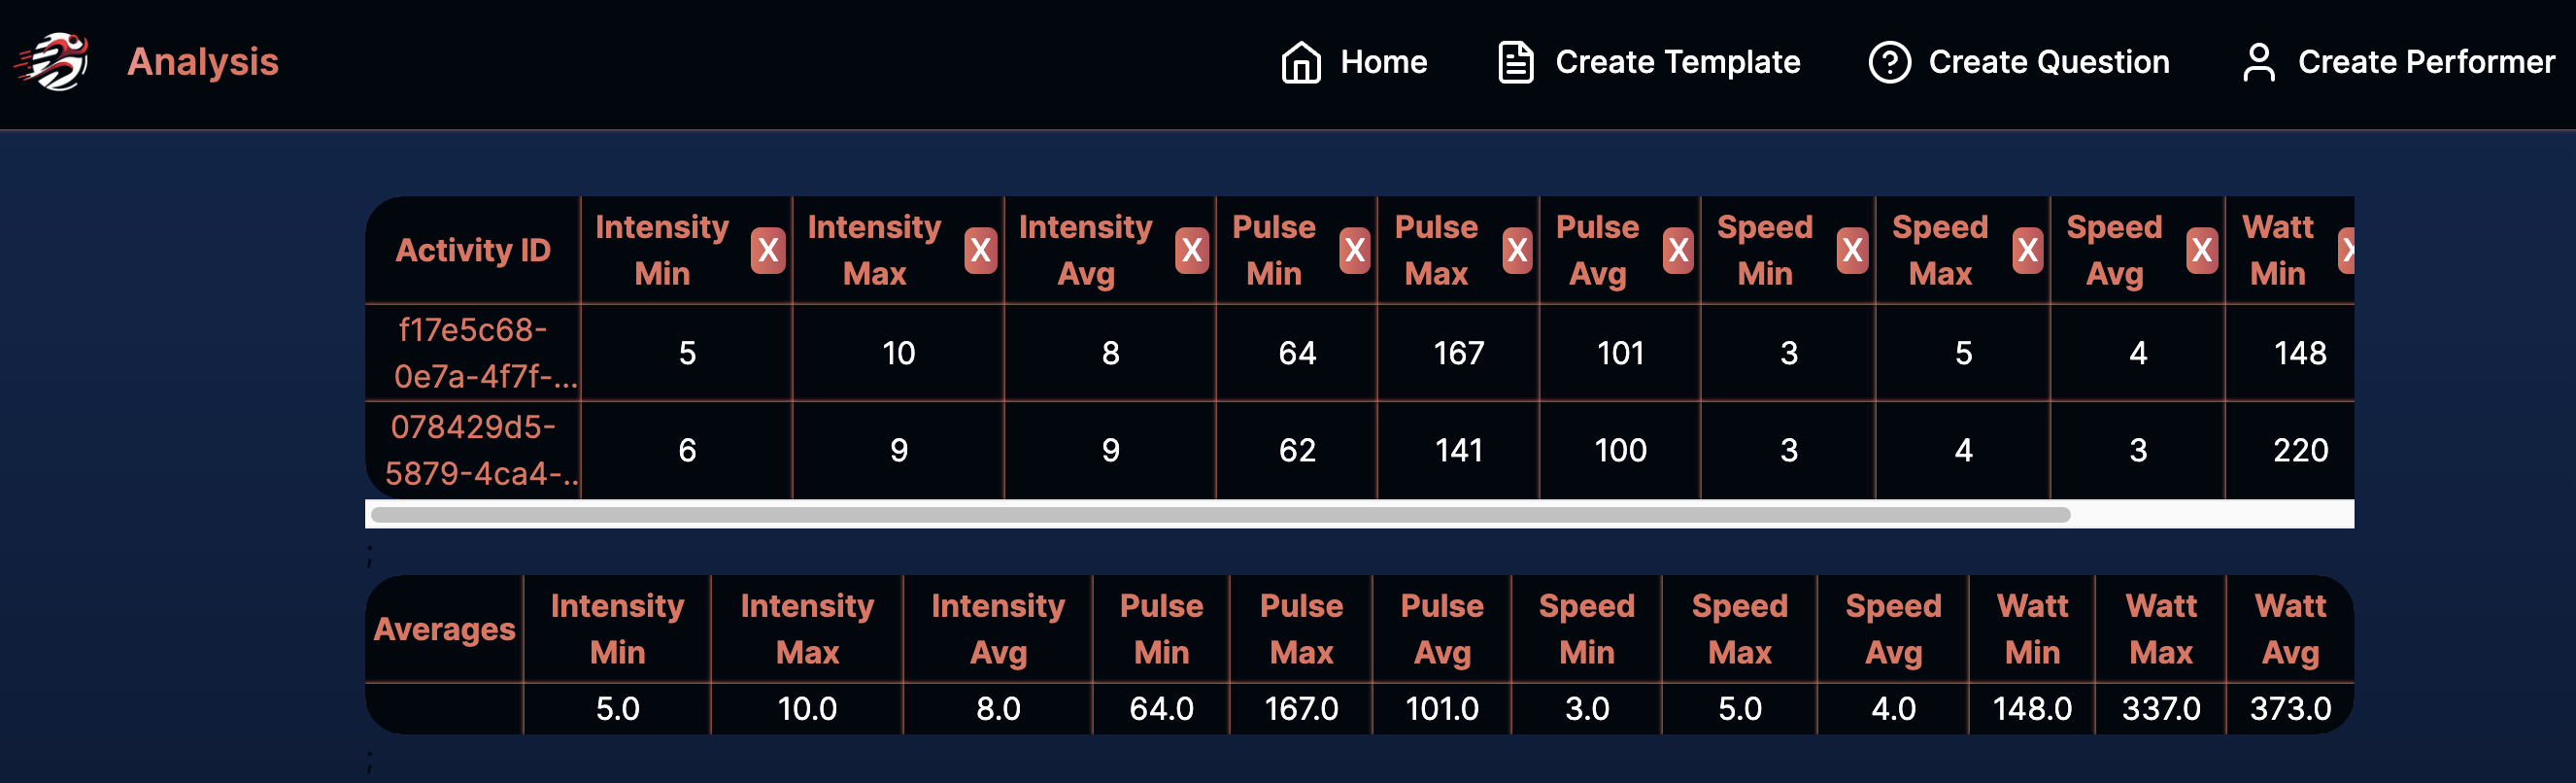 Analysis Home Create Template Create Question Create Performer
Activity ID Intensity Min X Intensity Max X Intensity Avg X Pulse Min X Pulse Max X Pulse Avg X Speed Min X Speed Max X Speed Avg X Watt Min X
f17e5c68-0e7a-4f7f-... 5 10 8 64 167 101 3 5 4 148
078429d5-5879-4ca4-.. 6 9 9 62 141 100 3 4 3 220
;
Averages Intensity Min Intensity Max Intensity Avg Pulse Min Pulse Max Pulse Avg Speed Min Speed Max Speed Avg Watt Min Watt Max Watt Avg
5.0 10.0 8.0 64.0 167.0 101.0 3.0 5.0 4.0 148.0 337.0 373.0
;